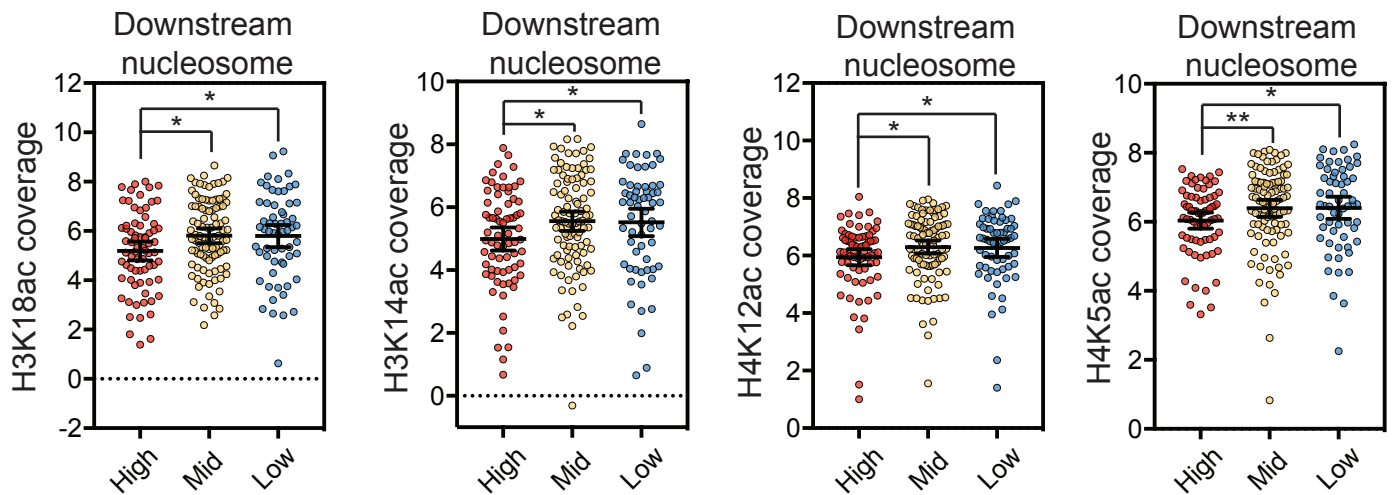 Downstream
nucleosome
H3K18ac coverage
12
10
8
6
4
2
0
-2
*
*
High
Mid
Low
Downstream
nucleosome
H3K14ac coverage
10
8
6
4
2
0
*
*
High
Mid
Low
Downstream
nucleosome
H4K12ac coverage
12
10
8
6
4
2
0
*
*
High
Mid
Low
Downstream
nucleosome
H4K5ac coverage
10
8
6
4
2
0
*
**
High
Mid
Low